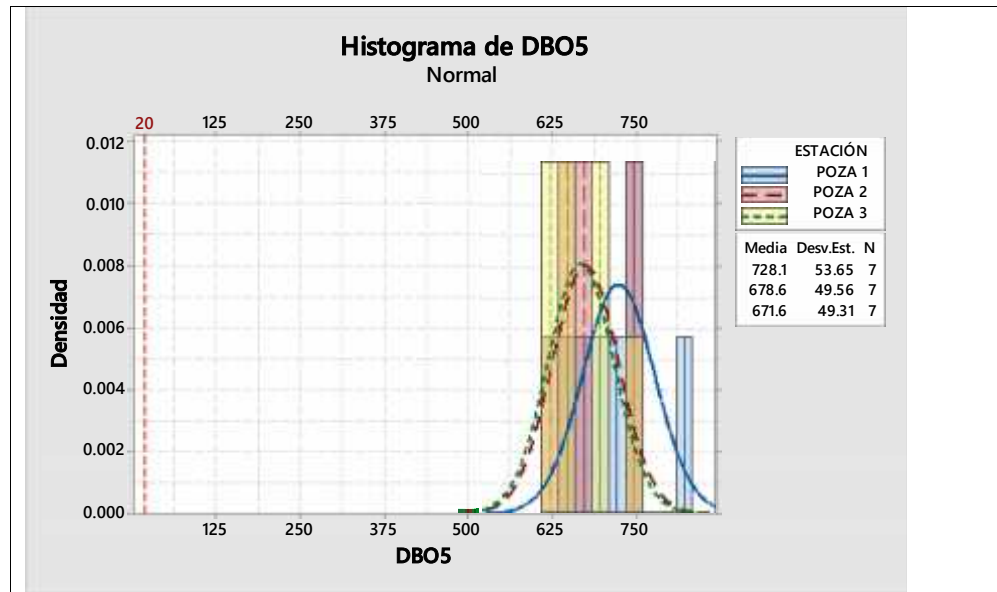 Histograma de DBO5
Normal
20 125 250 375 500 625 750
Densidad
0.012
0.010
0.008
0.006
0.004
0.002
0.000
125 250 375 500 625 750
DBO5
ESTACIÓN
POZA 1
POZA 2
POZA 3
Media Desv.Est. N
728.1 53.65 7
678.6 49.56 7
671.6 49.31 7